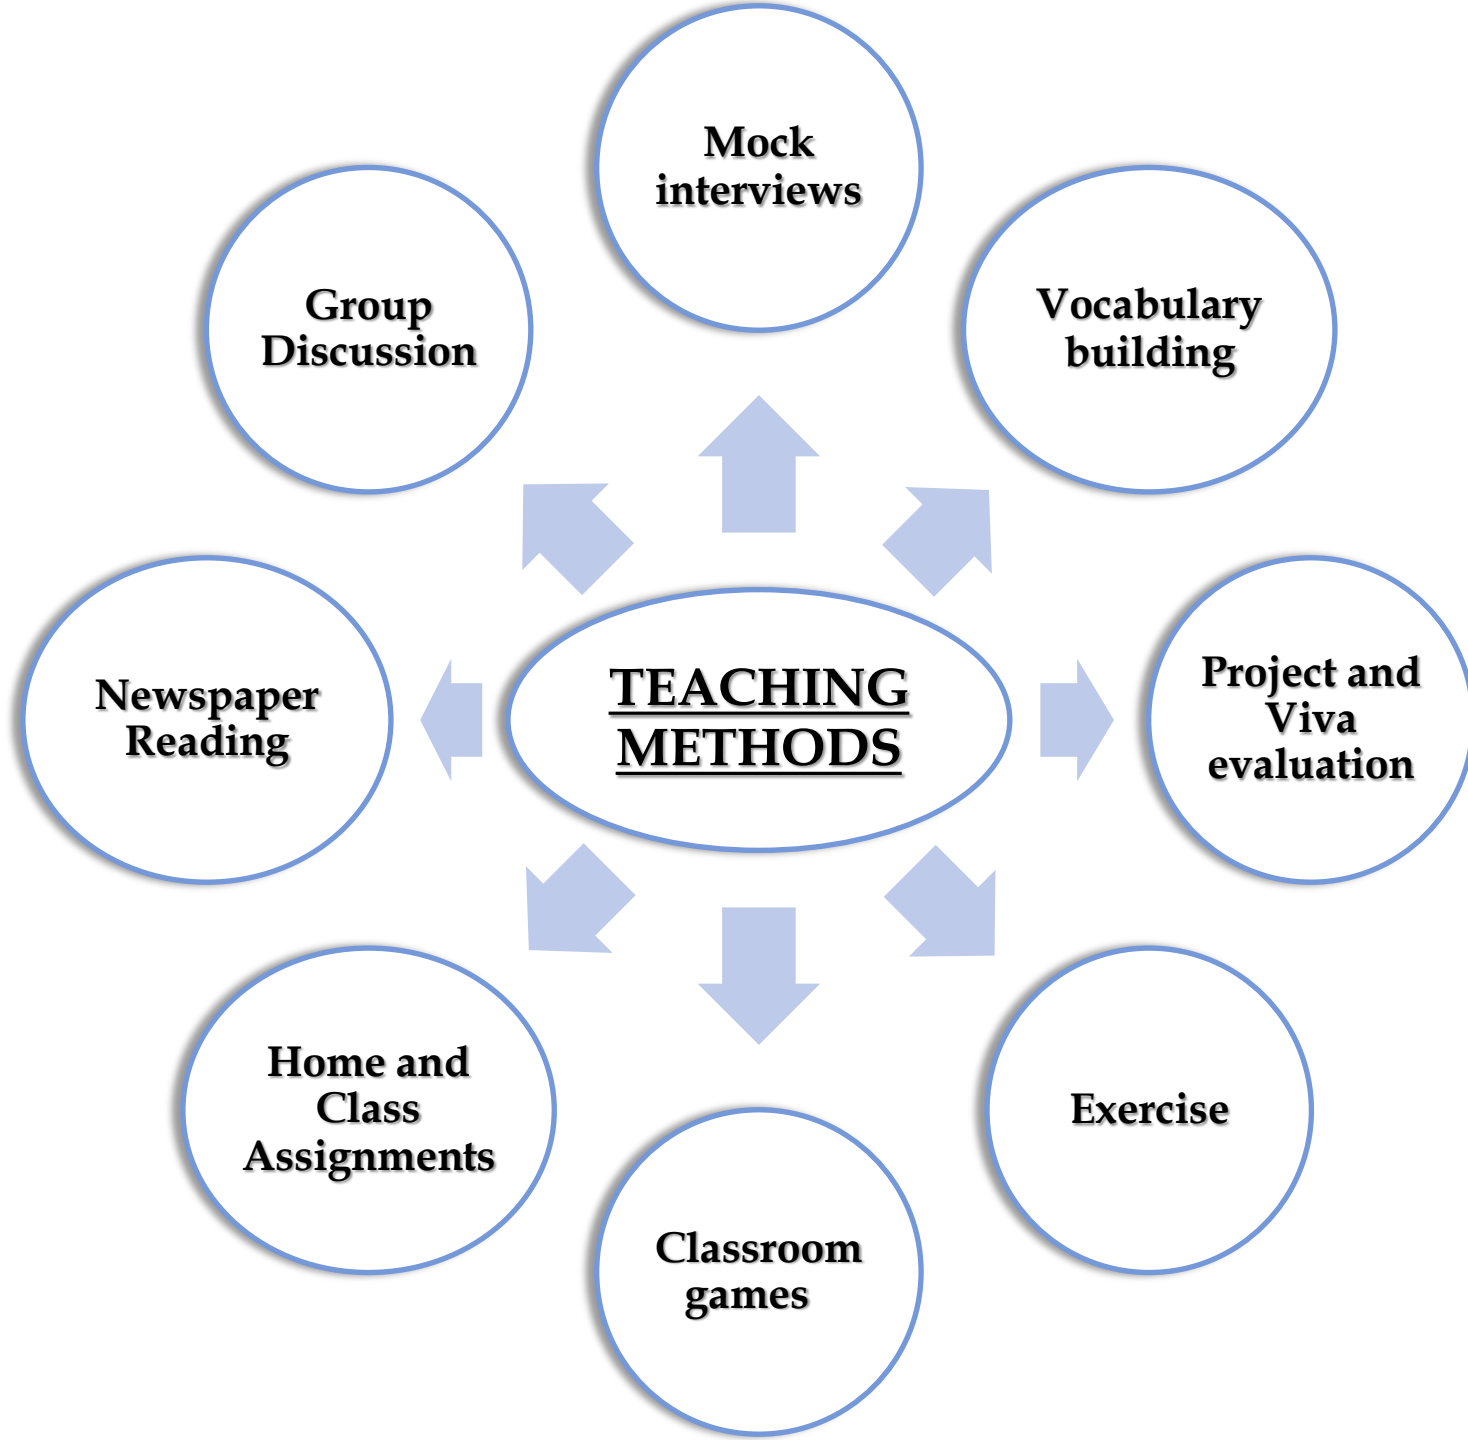 Mock
interviews
Vocabulary
building
Project and
Viva
evaluation
Exercise
Classroom
games
Home and
Class
Assignments
Newspaper
Reading
Group
Discussion
TEACHING
METHODS